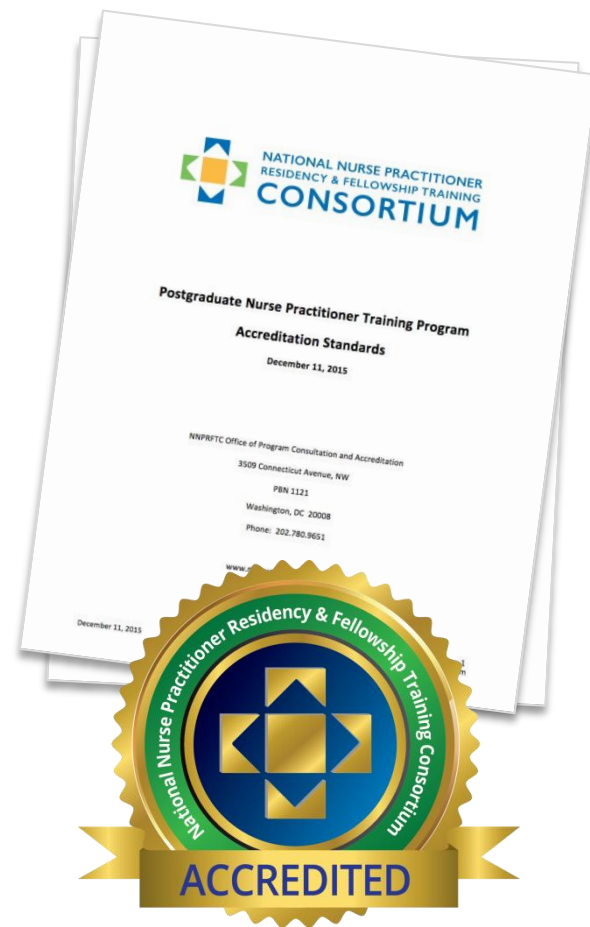 NATIONAL NURSE PRACTITIONER
RESIDENCY & FELLOWSHIP TRAINING
CONSORTIUM
Postgraduate Nurse Practitioner Training Program
Accreditation Standards
December 11, 2015
NNPRFTC Office of Program Consultation and Accreditation
3509 Connecticut Avenue, NW
PBN 1121
Washington, DC 20008
Phone: 202.780.9651
December 11, 2015
National Nurse Practitioner Residency & Fellowship Training Consortium
ACCREDITED